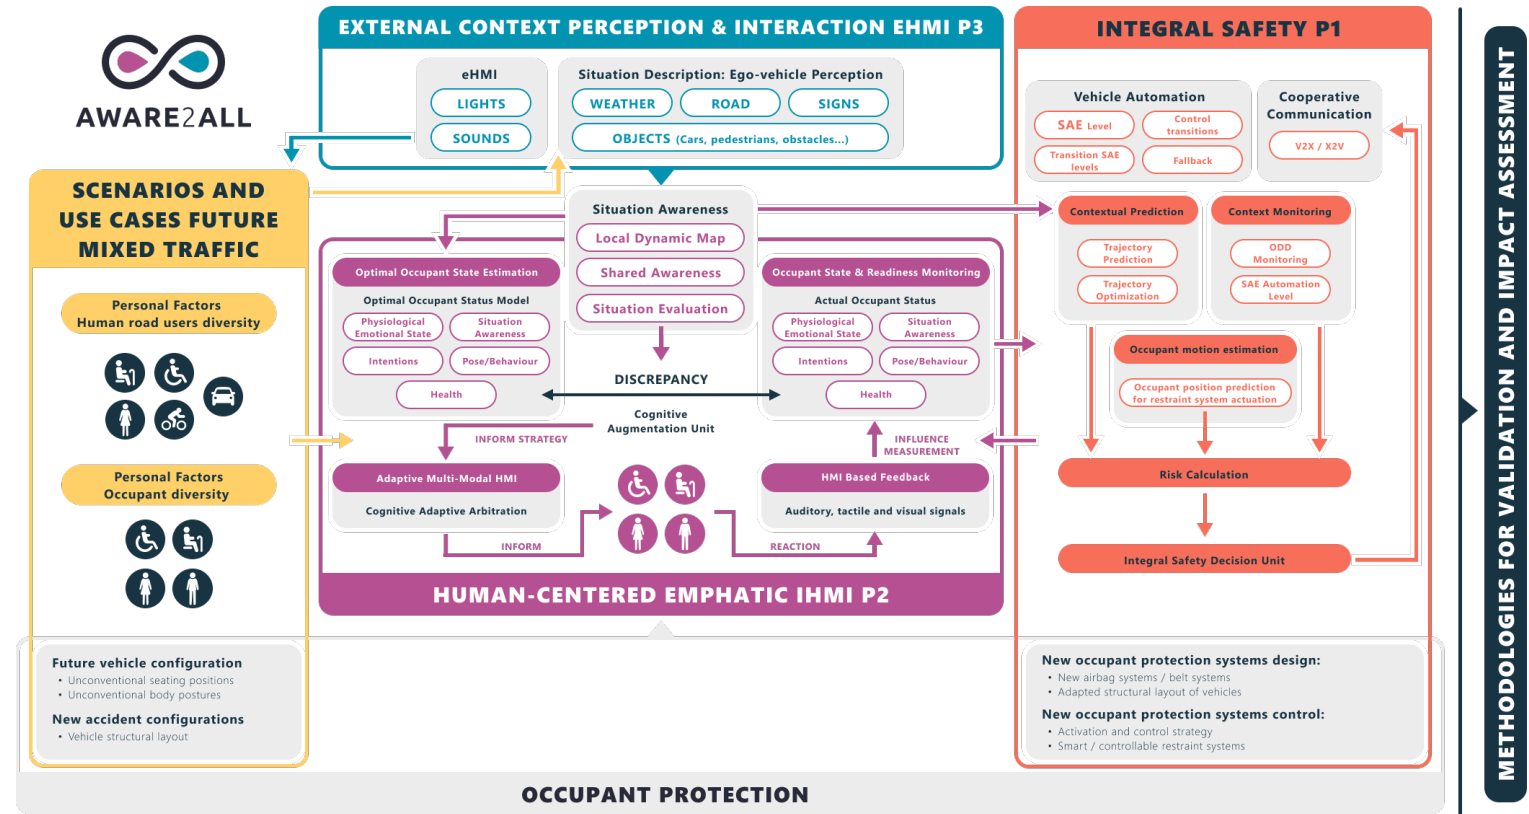 AWARE2ALL
EXTERNAL CONTEXT PERCEPTION & INTERACTION EHMI P3
eHMI
LIGHTS
SOUNDS
Situation Description: Ego-vehicle Perception
WEATHER
ROAD
SIGNS
OBJECTS (Cars, pedestrians, obstacles...)
SCENARIOS AND
USE CASES FUTURE
MIXED TRAFFIC
Personal Factors
Human road users diversity
Personal Factors
Occupant diversity
Future vehicle configuration
• Unconventional seating positions
• Unconventional body postures
New accident configurations
• Vehicle structural layout
Situation Awareness
Local Dynamic Map
Shared Awareness
Situation Evaluation
Optimal Occupant State Estimation
Optimal Occupant Status Model
Physiological
Emotional State
Situation
Awareness
Intentions
Pose/Behaviour
Health
DISCREPANCY
Cognitive
Augmentation Unit
Occupant State & Readiness Monitoring
Actual Occupant Status
Physiological
Emotional State
Situation
Awareness
Intentions
Pose/Behaviour
Health
INFORM STRATEGY
INFLUENCE
MEASUREMENT
Adaptive Multi-Modal HMI
Cognitive Adaptive Arbitration
HMI Based Feedback
Auditory, tactile and visual signals
INFORM
REACTION
HUMAN-CENTERED EMPHATIC IHMI P2
INTEGRAL SAFETY P1
Vehicle Automation
SAE Level
Control
transitions
Transition SAE
levels
Fallback
Cooperative
Communication
V2X / X2V
Contextual Prediction
Trajectory
Prediction
Trajectory
Optimization
Context Monitoring
ODD
Monitoring
SAE Automation
Level
Occupant motion estimation
Occupant position prediction
for restraint system actuation
Risk Calculation
Integral Safety Decision Unit
New occupant protection systems design:
• New airbag systems / belt systems
• Adapted structural layout of vehicles
New occupant protection systems control:
• Activation and control strategy
• Smart / controllable restraint systems
OCCUPANT PROTECTION
METHODOLOGIES FOR VALIDATION AND IMPACT ASSESSMENT